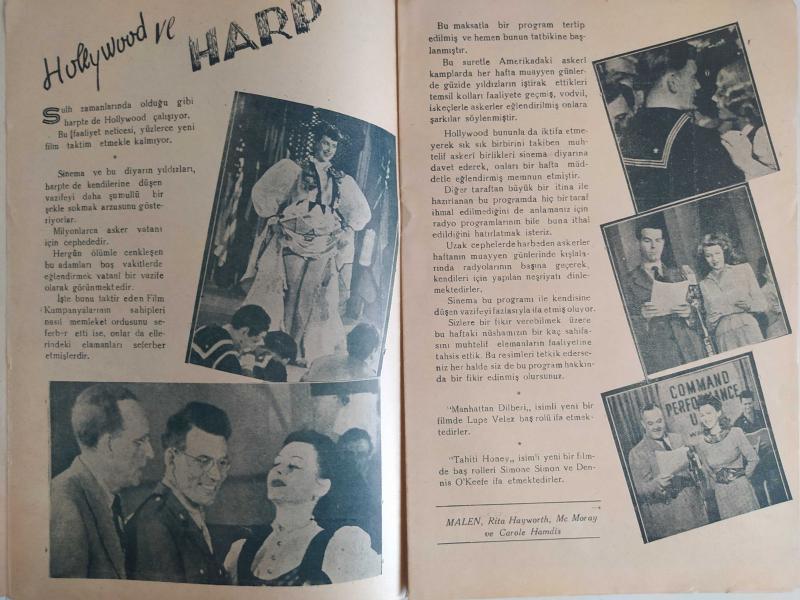 Hollywood ve HARP
Sulh zamanlarında olduğu gibi
harpte de Hollywood çalışıyor.
Bu faaliyet neticesi, yüzlerce yeni
film taktim etmekle kalmıyor.
*
Sinema ve bu diyarın yıldızları,
harpte de kendilerine düşen
vazifeyi daha şumullü bir
şekle sokmak arzusunu göste-
riyorlar.
Milyonlarca asker vatanı
için cephededir.
Hergün ölümle cenkleşen
bu adamları boş vakitlerde
eğlendirmek vatanî bir vazife
olarak görünmektedir.
İşte bunu taktir eden Film
Kumpanyalarının sahipleri
nasıl memleket ordusunu se-
ferber etti ise, onlar da elle-
rindeki elamanları seferber
etmişlerdir.
Bu maksatla bir program tertip
edilmiş ve hemen bunun tatbikine baş-
lanmıştır.
Bu suretle Amerikadaki askerî
kamplarda her hafta muayyen günler-
de güzide yıldızların iştirak ettikleri
temsil kolları faaliyete geçmiş, vodvil,
iskeçlerle askerler eğlendirilmiş onlara
şarkılar söylenmiştir.
Hollywood bununla da iktifa etme-
yerek sık sık birbirini takiben muh-
telif askerî birlikleri sinema diyarına
davet ederek, onları bir hafta müd-
detle eğlendirmiş memnun etmiştir.
Diğer taraftan büyük bir itina ile
hazırlanan bu programda hiç bir taraf
ihmal edilmediğini de anlamanız için
radyo programlarının bile buna ithal
edildiğini hatırlatmak isteriz.
Uzak cephelerde harbeden askerler
haftanın muayyen günlerinde kışlala-
rında radyolarının başına geçerek,
kendileri için yapılan neşriyatı dinle-
mektedirler.
Sinema bu programı ile kendisine
düşen vazifeyi fazlasıyla ifa etmiş oluyor.
Sizlere bir fikir verebilmek üzere
bu haftaki nüshamızın bir kaç sahifa-
sını muhtelif elemanların faaliyetine
tahsis ettik. Bu resimleri tetkik ederse-
niz her halde siz de bu program hakkın-
da bir fikir edinmiş olursunuz.
*
"Manhattan Dilberi,, isimli yeni bir
filmde Lupe Velez baş rolü ifa etmek-
tedirler.
*
"Tahiti Honey,, isimli yeni bir film-
de baş rolleri Simone Simon ve Den-
nis O'Keefe ifa etmektedirler.
MALEN, Rita Hayworth, Mc Moray
ve Carole Hamdis
COMMAND
PERFORMANCE